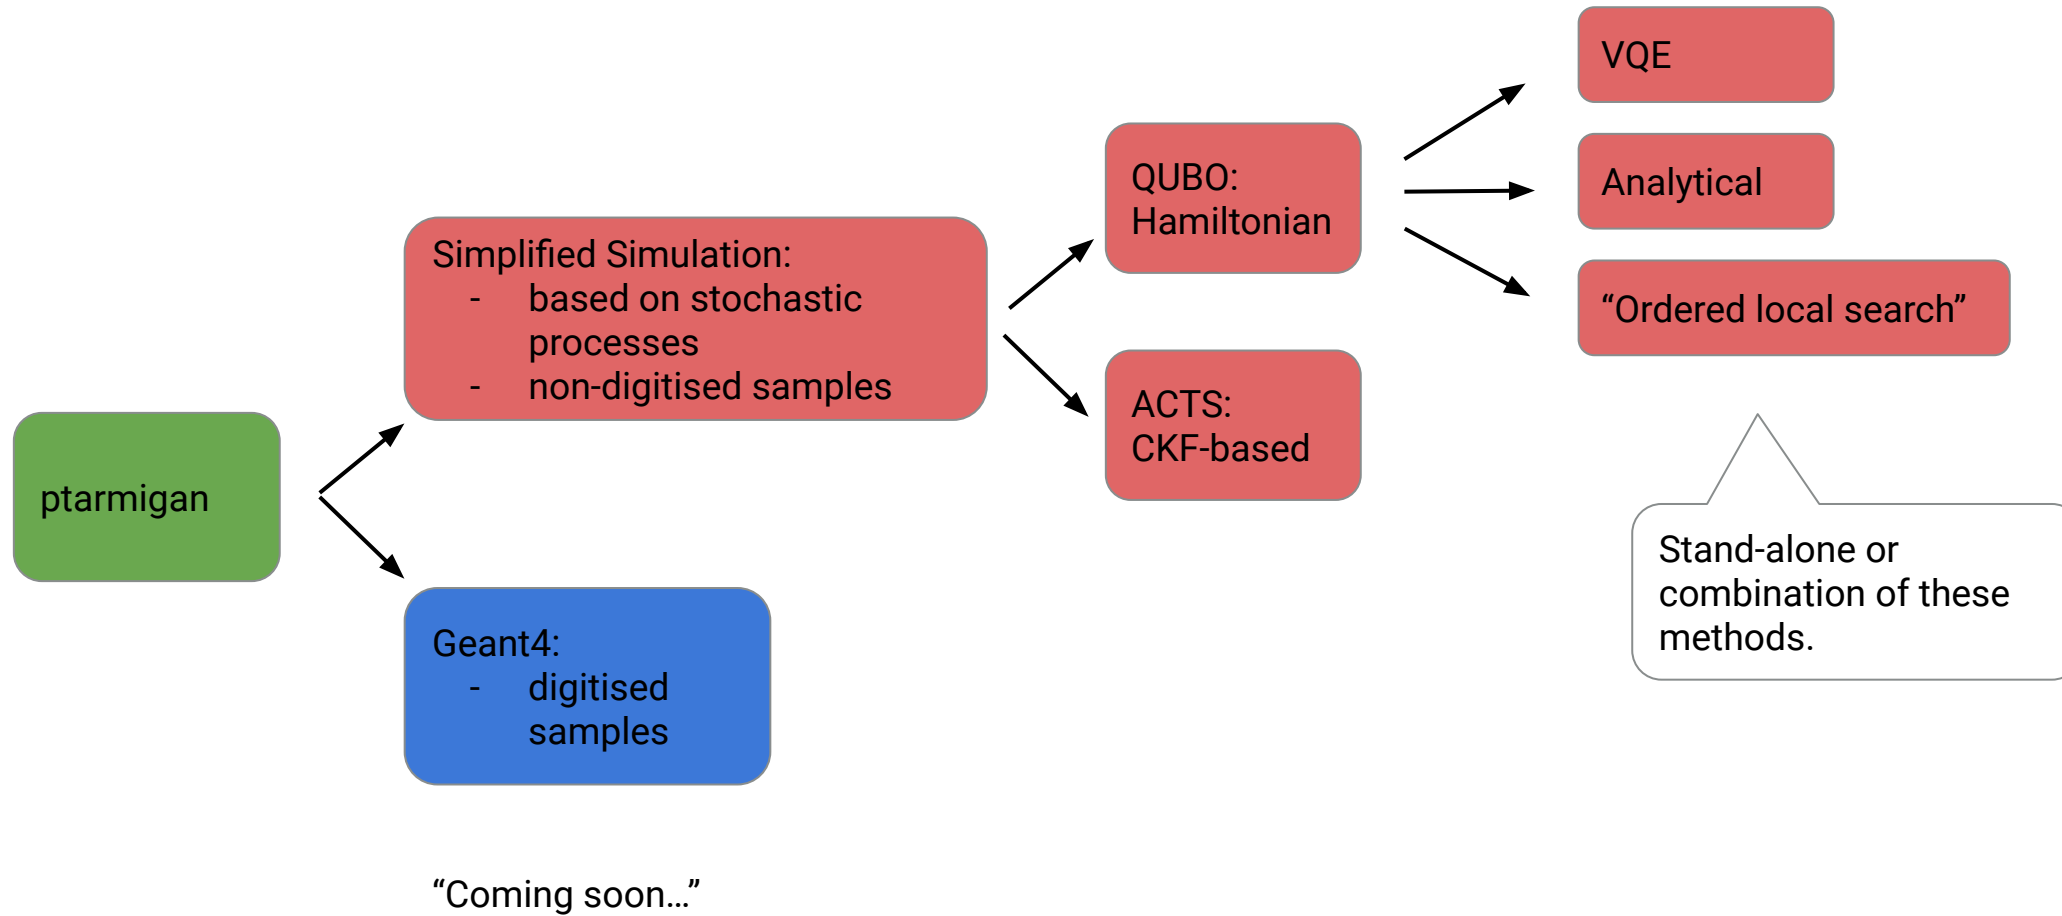 ptarmigan
Simplified Simulation:
- based on stochastic
processes
- non-digitised samples
Geant4:
- digitised
samples
“Coming soon…”
QUBO:
Hamiltonian
ACTS:
CKF-based
VQE
Analytical
“Ordered local search”
Stand-alone or
combination of these
methods.